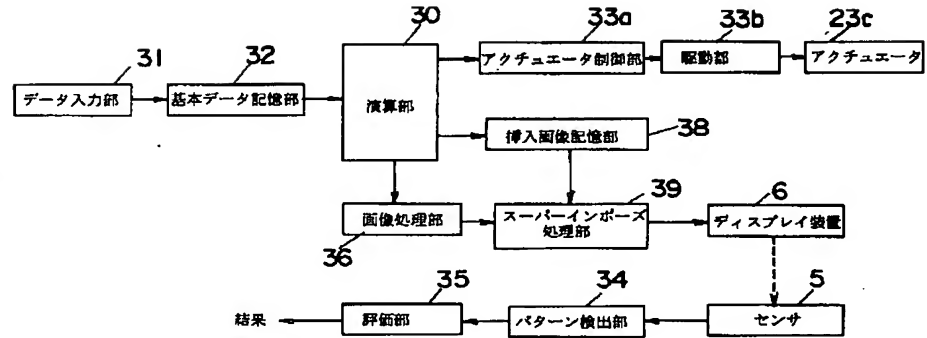 30
33a
33b
23c
31
32
アクチュエータ制御部
駆動部
アクチュエータ
データ入力部
基本データ記憶部
演算部
挿入画像記憶部
38
39
6
画像処理部
スーパーインポーズ
処理部
ディスプレイ装置
36
35
34
5
結果
評価部
パターン検出部
センサ